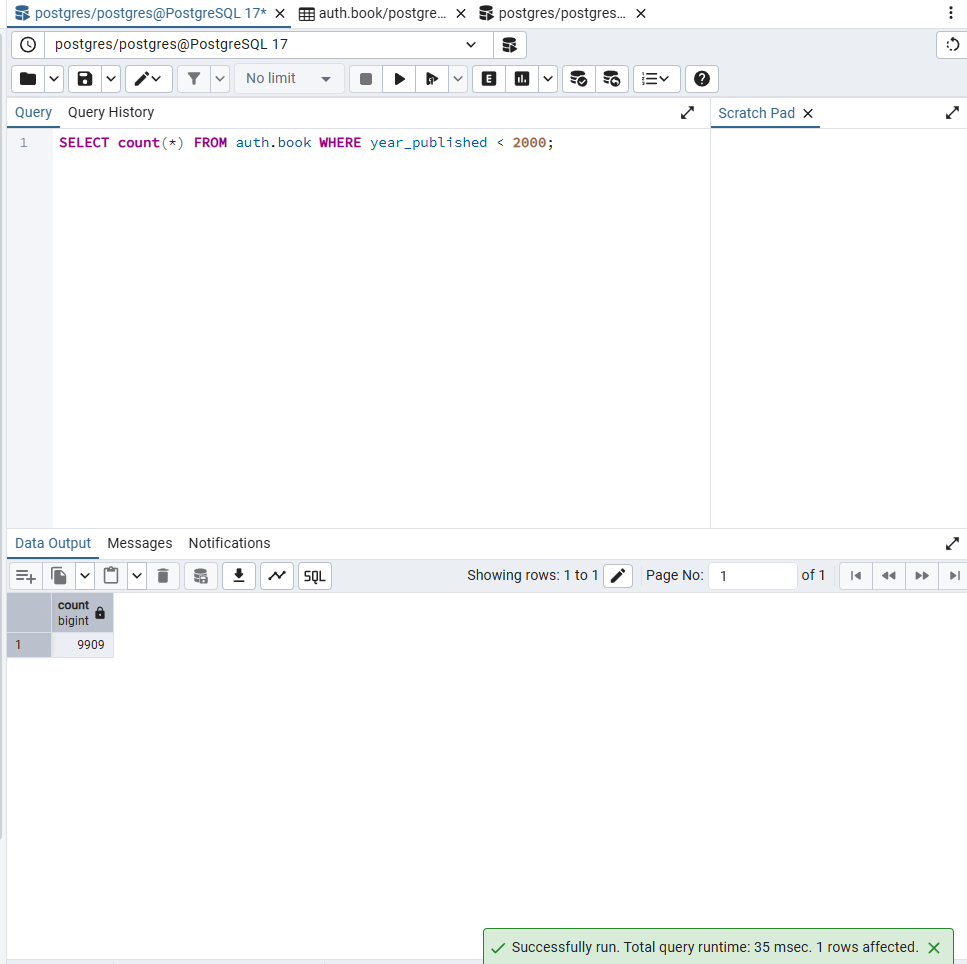 postgres/postgres@PostgreSQL 17* auth.book/postgre... postgres/postgres...
postgres/postgres@PostgreSQL 17
No limit E
Query Query History Scratch Pad
1 SELECT count(*) FROM auth.book WHERE year_published < 2000;
Data Output Messages Notifications
SQL Showing rows: 1 to 1 Page No: 1 of 1
count
bigint
1 9909
Successfully run. Total query runtime: 35 msec. 1 rows affected.